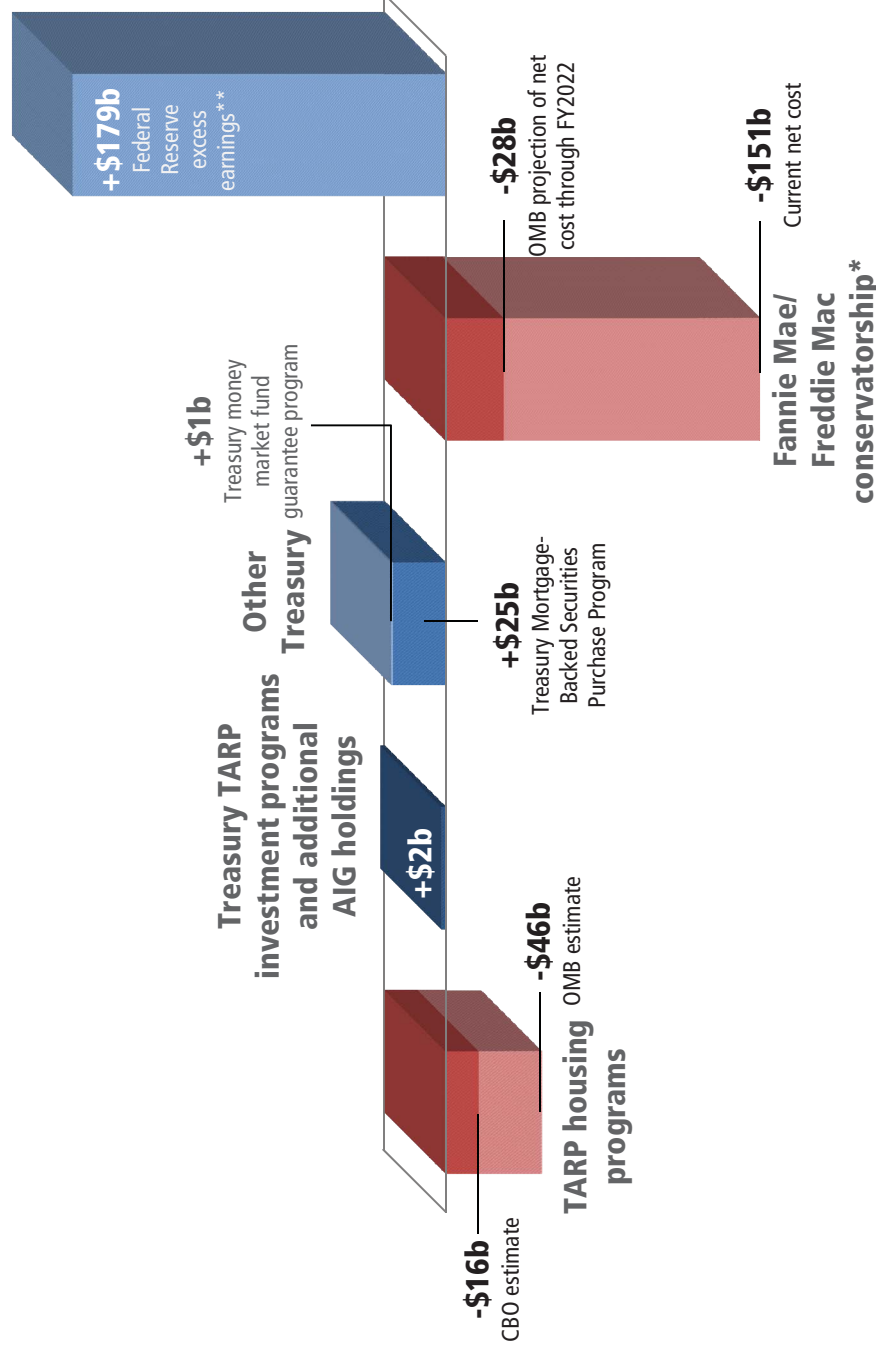 -$16b
CBO estimate
TARP housing
programs
-$46b
OMB estimate
Treasury TARP
investment programs
and additional
AIG holdings
+$2b
Other
Treasury
+$1b
Treasury money
market fund
guarantee program
+$25b
Treasury Mortgage-
Backed Securities
Purchase Program
Fannie Mae/
Freddie Mac
conservatorship*
-$28b
OMB projection of net
cost through FY2022
-$151b
Current net cost
+$179b
Federal
Reserve
excess
earnings**